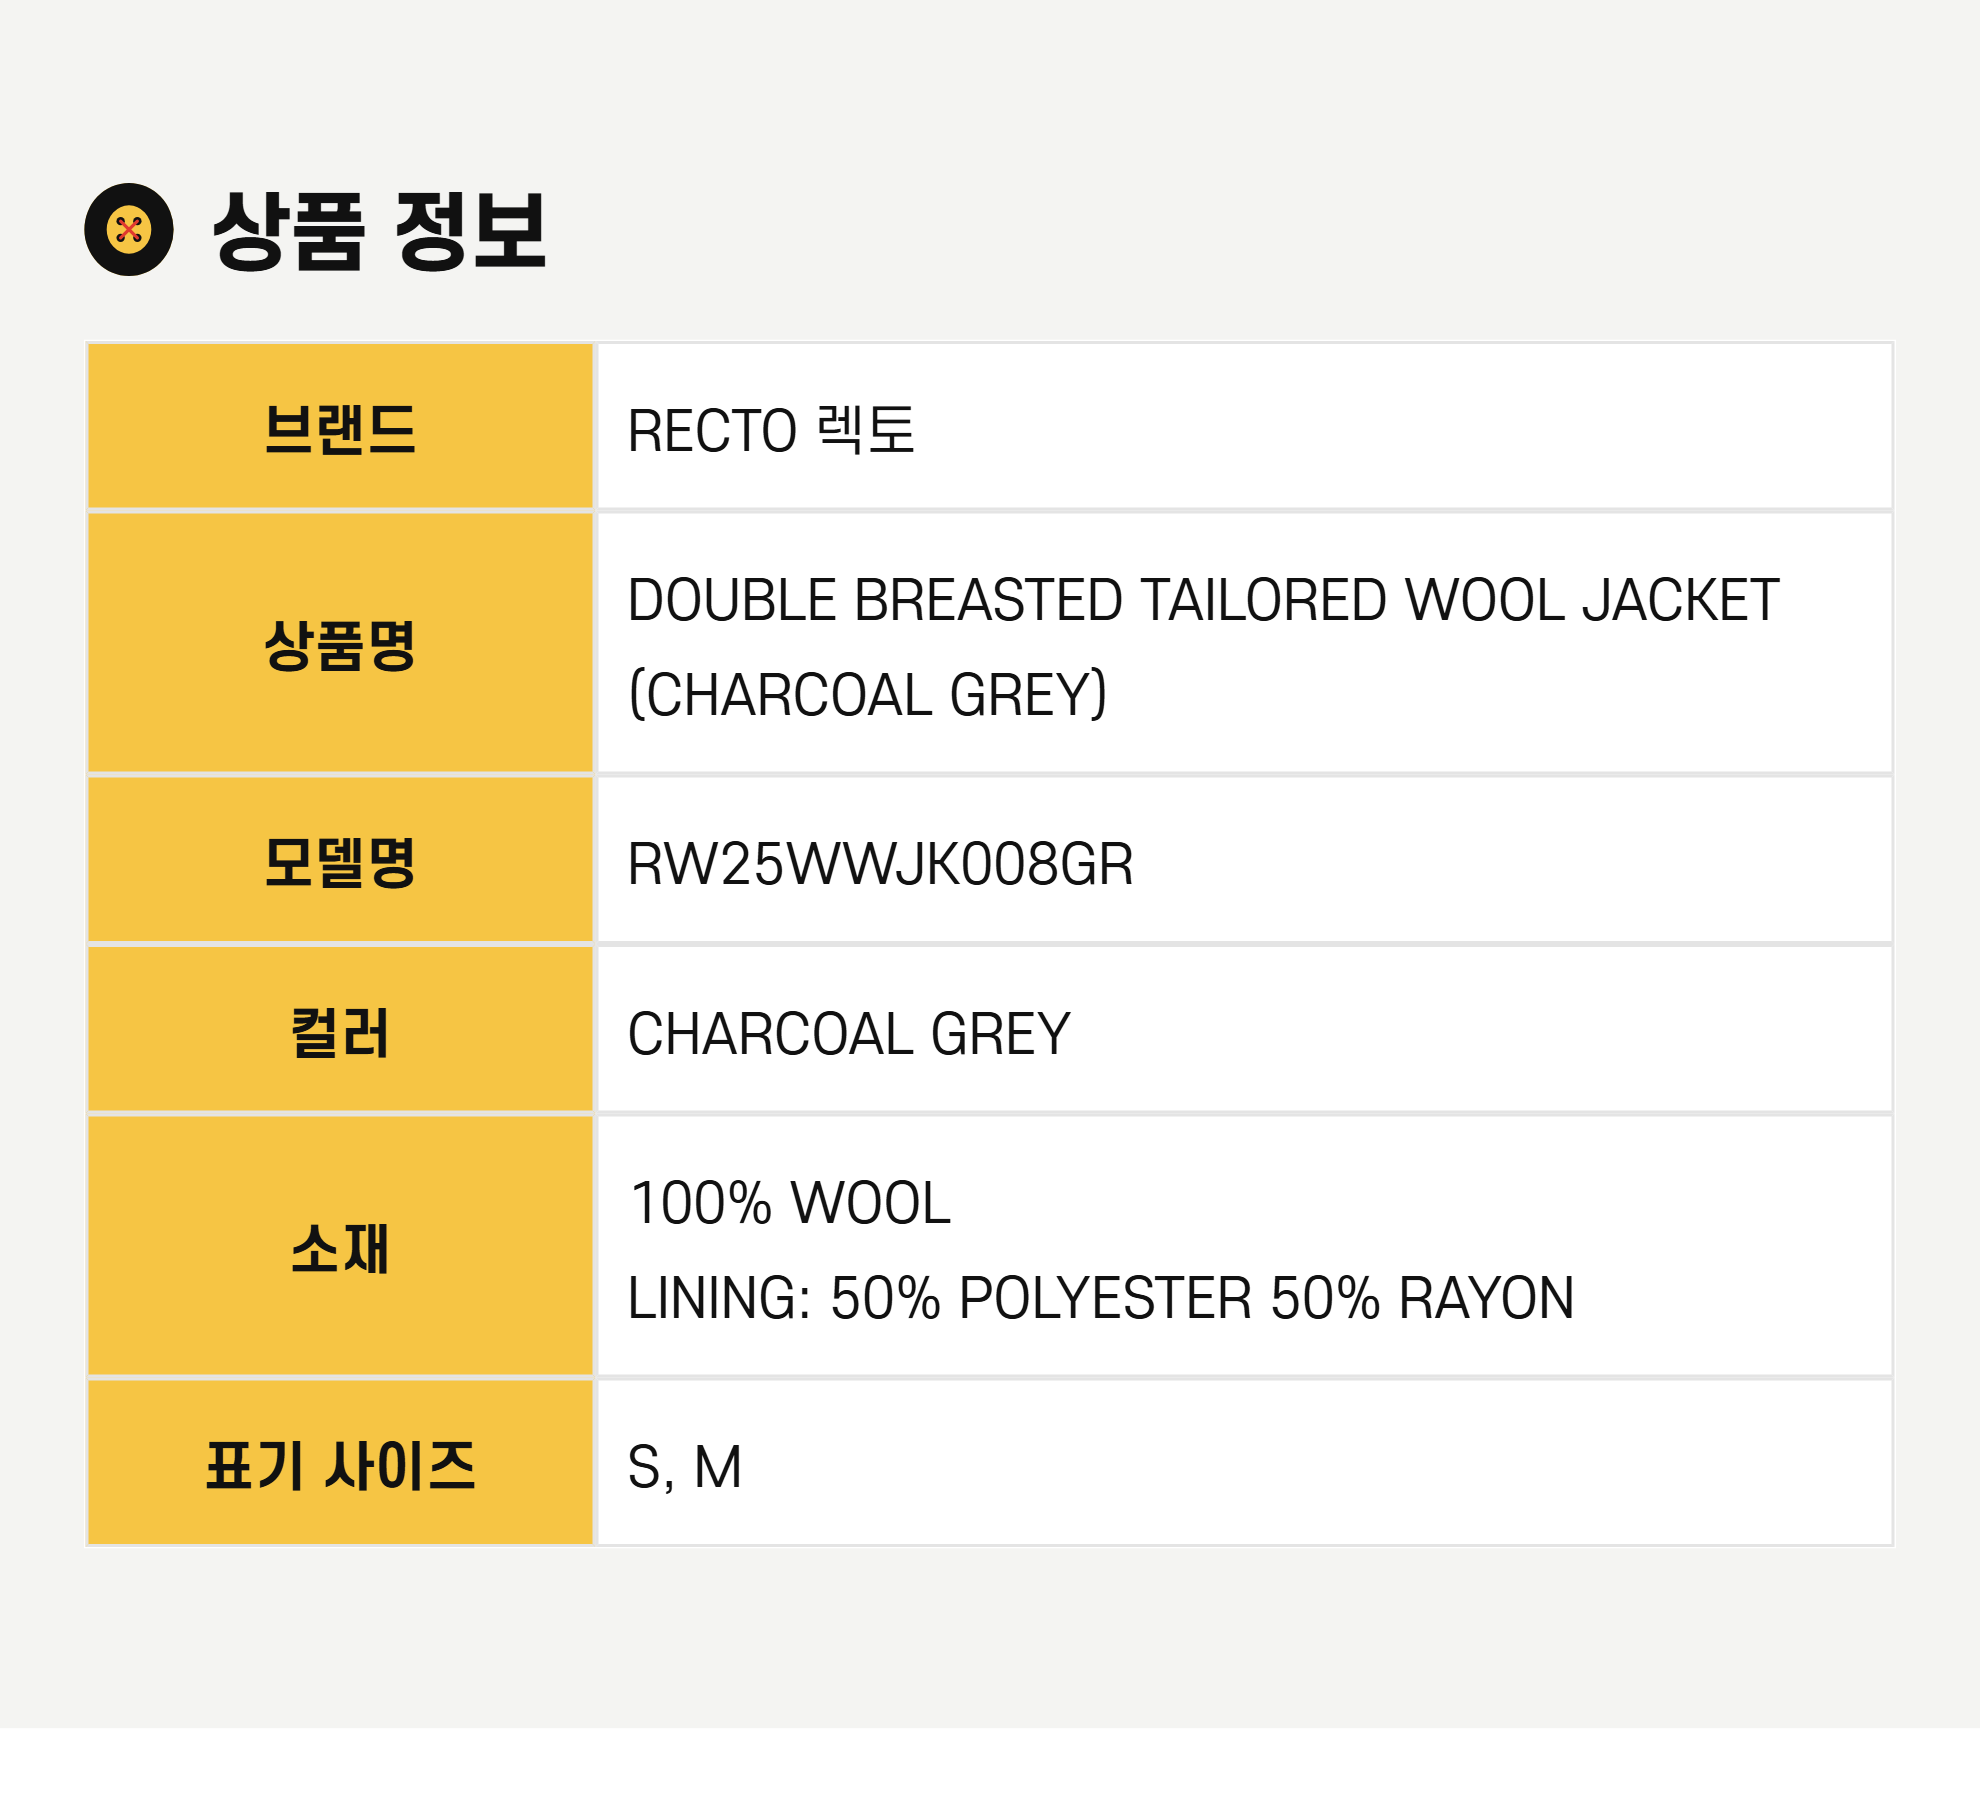 상품 정보
브랜드
RECTO 렉토
상품명
DOUBLE BREASTED TAILORED WOOL JACKET
(CHARCOAL GREY)
모델명
RW25WWJK008GR
컬러
CHARCOAL GREY
소재
100% WOOL
LINING: 50% POLYESTER 50% RAYON
표기 사이즈
S, M